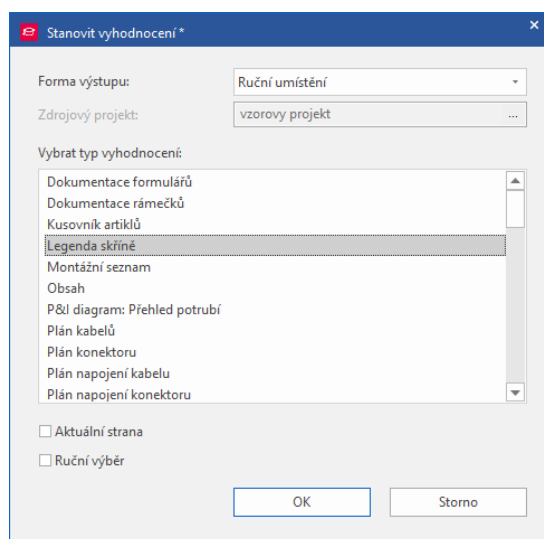 Stanovit vyhodnocení *
Forma výstupu: Ruční umístění
Zdrojový projekt: vzorovy projekt ...
Vybrat typ vyhodnocení:
Dokumentace formulářů
Dokumentace rámečků
Kusovník artiklů
Legenda skříně
Montážní seznam
Obsah
P&I diagram: Přehled potrubí
Plán kabelů
Plán konektoru
Plán napojení kabelu
Plán napojení konektoru
Aktuální strana
Ruční výběr
OK Storno